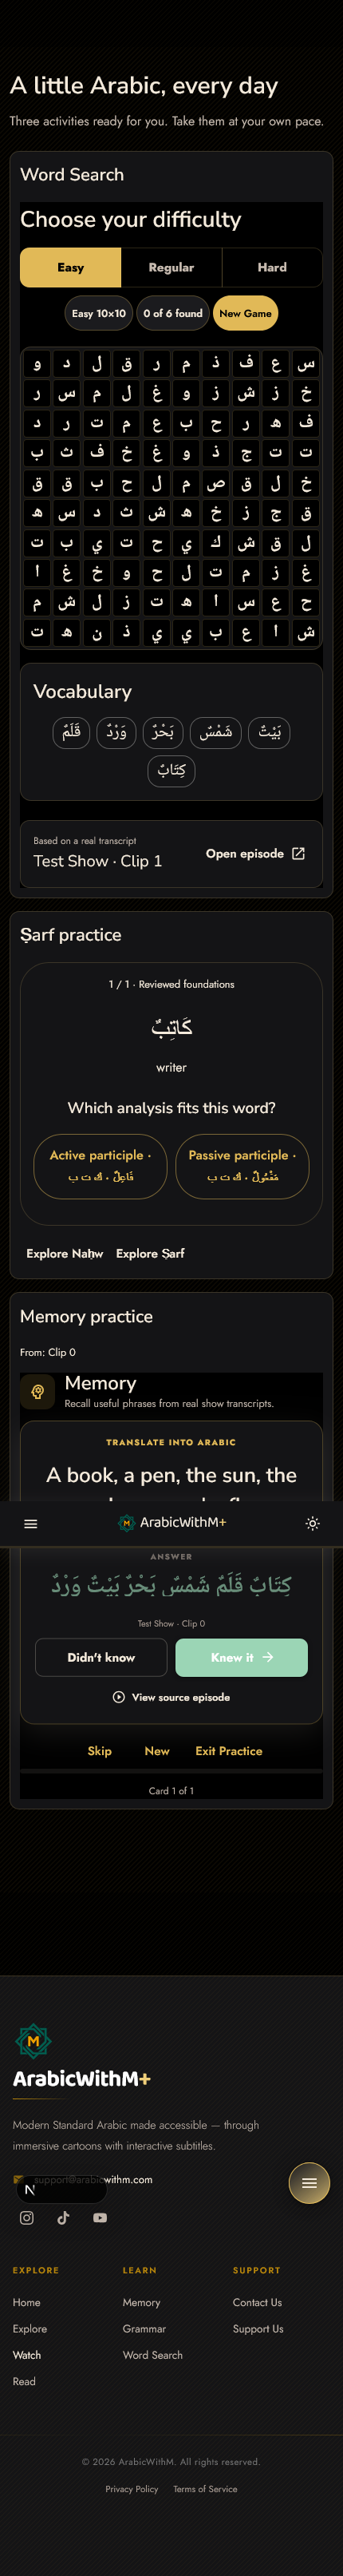 A little Arabic, every day
Three activities ready for you. Take them at your own pace.
Word Search
Choose your difficulty
Easy Regular Hard
Easy 10×10 0 of 6 found New Game
س ع ف ذ م ر ق ل د و
خ ز ش ز و غ ل م س ر
ف ه ر ح ب ع م ت ر د
ت ت ج ذ و غ خ ف ث ب
خ ل ق ص م ل ح ب ق ق
ق ج ز خ ه ش ث د س ه
ل ق ش ك ي ح ت ي ب ت
غ ز م ت ل ح و خ غ ا
ح ع س ا ه ت ز ل ش م
ش ا ع ب ي ي ذ ن ه ت
Vocabulary
بَيْتٌ شَمْسٌ بَحْرٌ وَرْدٌ قَلَمٌ
كِتَابٌ
Based on a real transcript
Test Show · Clip 1
Open episode
Ṣarf practice
1 / 1 · Reviewed foundations
كَاتِبٌ
writer
Which analysis fits this word?
Active participle ·
فَاعِلٌ · ك ت ب
Passive participle ·
مَفْعُولٌ · ك ت ب
Explore Naḥw Explore Ṣarf
Memory practice
From: Clip 0
Memory
Recall useful phrases from real show transcripts.
TRANSLATE INTO ARABIC
A book, a pen, the sun, the
M ArabicWithM+
ANSWER
كِتَابٌ قَلَمٌ شَمْسٌ بَحْرٌ بَيْتٌ وَرْدٌ
Test Show · Clip 0
Didn't know Knew it
View source episode
Skip New Exit Practice
Card 1 of 1
M
ArabicWithM+
Modern Standard Arabic made accessible — through
immersive cartoons with interactive subtitles.
support@arabicwithm.com
N
EXPLORE
Home
Explore
Watch
Read
LEARN
Memory
Grammar
Word Search
SUPPORT
Contact Us
Support Us
© 2026 ArabicWithM. All rights reserved.
Privacy Policy Terms of Service